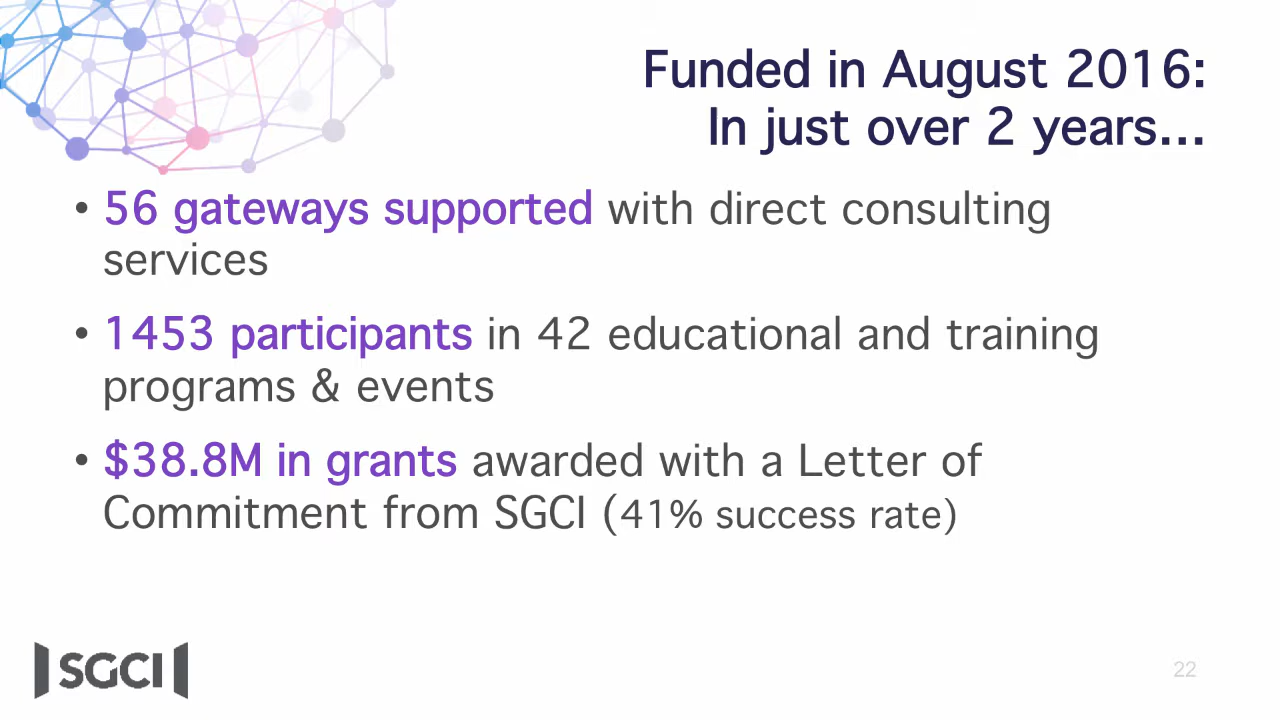 Funded in August 2016:
In just over 2 years...
• 56 gateways supported with direct consulting
services
• 1453 participants in 42 educational and training
programs & events
• $38.8M in grants awarded with a Letter of
Commitment from SGCI (41% success rate)
SGCI
22